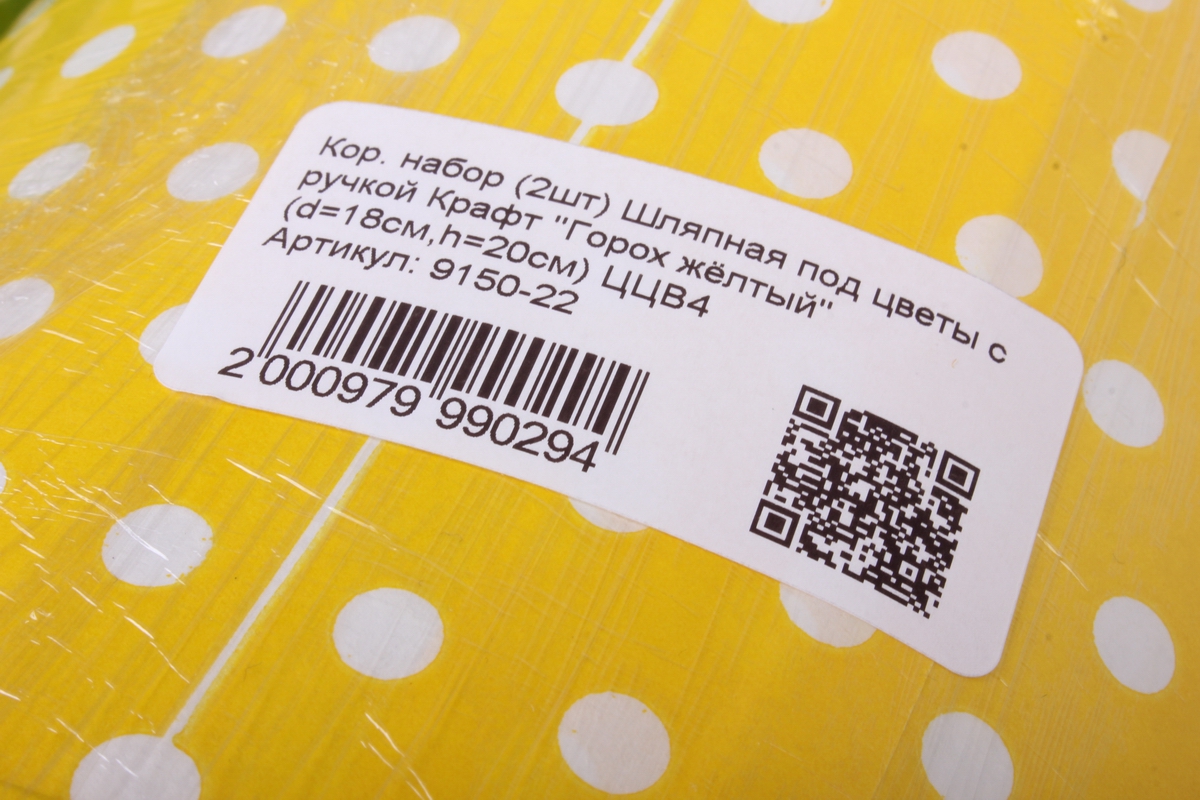 Кор. набор (2шт) Шляпная под цветы с
ручкой Крафт "Горох жёлтый"
(d=18см,h=20см) ЦЦВ4
Артикул: 9150-22
2 000979 990294